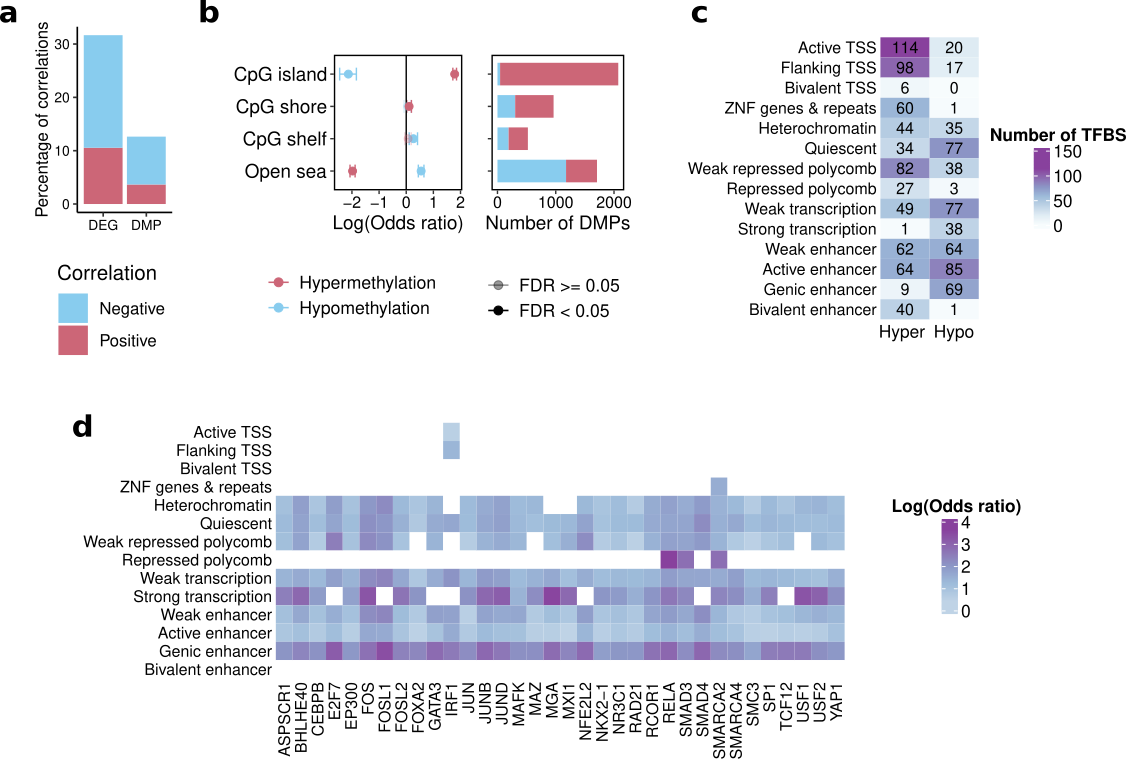 a
Percentage of correlations
30
20
10
0
DEG DMP
Correlation
Negative
Positive
b
CpG island
CpG shore
CpG shelf
Open sea
−2 −1 0 1 2
Log(Odds ratio)
0 1000 2000
Number of DMPs
Hypermethylation
Hypomethylation
FDR >= 0.05
FDR < 0.05
c
Active TSS 114 20
Flanking TSS 98 17
Bivalent TSS 6 0
ZNF genes & repeats 60 1
Heterochromatin 44 35
Quiescent 34 77
Weak repressed polycomb 82 38
Repressed polycomb 27 3
Weak transcription 49 77
Strong transcription 1 38
Weak enhancer 62 64
Active enhancer 64 85
Genic enhancer 9 69
Bivalent enhancer 40 1
Hyper Hypo
Number of TFBS
150
100
50
0
d
Active TSS
Flanking TSS
Bivalent TSS
ZNF genes & repeats
Heterochromatin
Quiescent
Weak repressed polycomb
Repressed polycomb
Weak transcription
Strong transcription
Weak enhancer
Active enhancer
Genic enhancer
Bivalent enhancer
ASPSCR1
BHLHE40
CEBPB
E2F7
EP300
FOS
FOSL1
FOSL2
FOXA2
GATA3
IRF1
JUN
JUNB
JUND
MAFK
MAZ
MGA
MXI1
NFE2L2
NKX2−1
NR3C1
RAD21
RCOR1
RELA
SMAD3
SMAD4
SMARCA2
SMARCA4
SMC3
SP1
TCF12
USF1
USF2
YAP1
Log(Odds ratio)
4
3
2
1
0